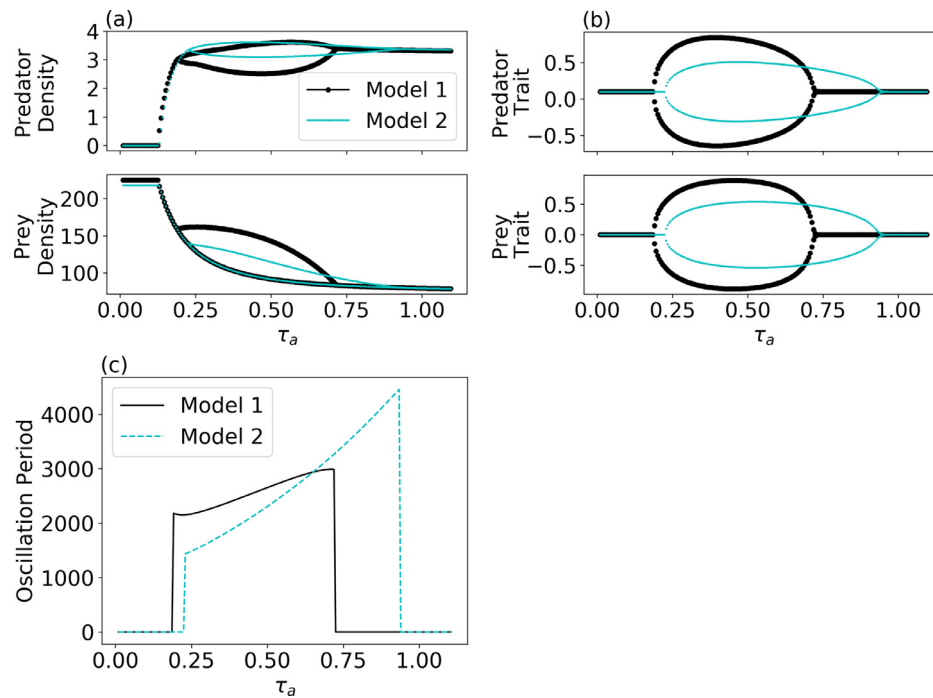 (a)
Predator
Density
4
3
2
1
0
Model 1
Model 2
Prey
Density
200
150
100
0.00 0.25 0.50 0.75 1.00
τa
(b)
Predator
Trait
0.5
0.0
−0.5
Prey
Trait
0.5
0.0
−0.5
0.00 0.25 0.50 0.75 1.00
τa
(c)
Oscillation Period
4000
3000
2000
1000
0
Model 1
Model 2
0.00 0.25 0.50 0.75 1.00
τa